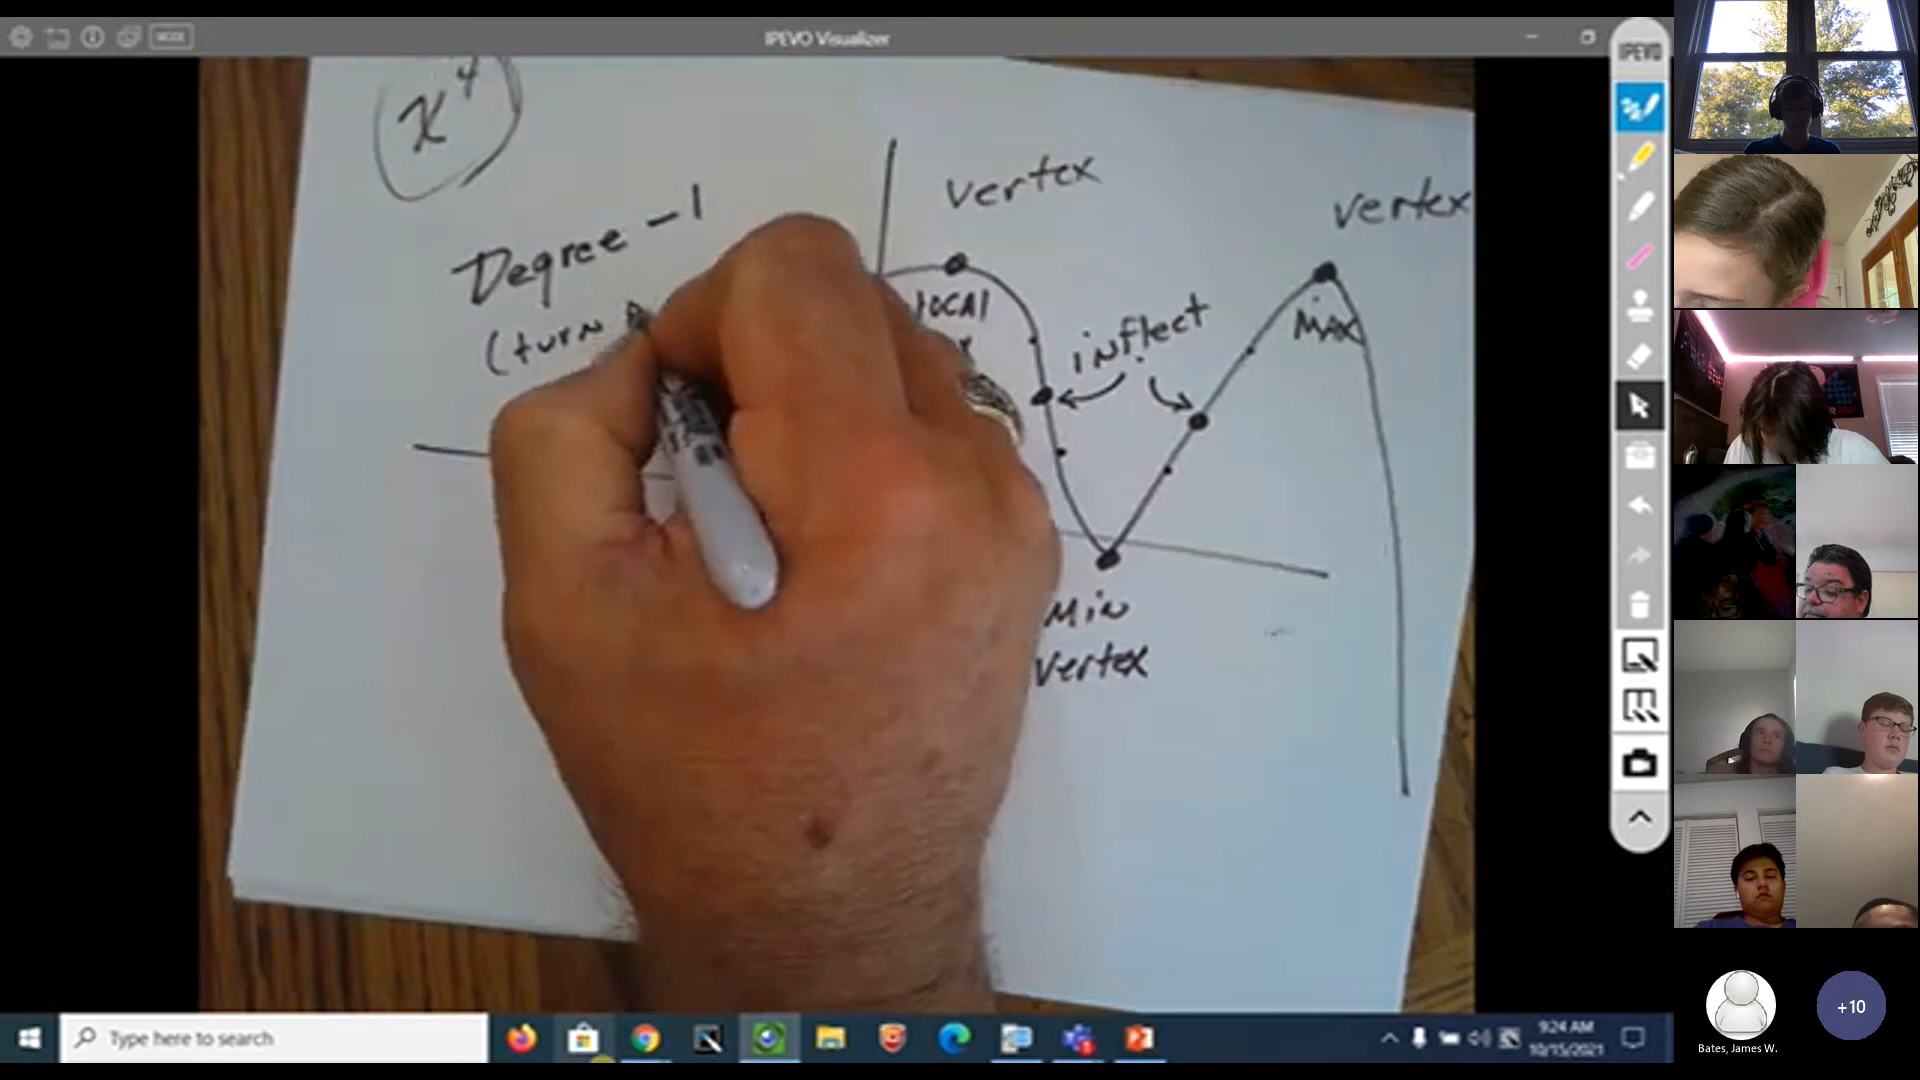 MODE
IPEVO Visualizer
IPEVO
x⁴
vertex
vertex
Degree - 1
(turn
LOCAL
inflect
MAX
Min
vertex
Type here to search
9:24 AM
10/15/2021
+10
Bates, James W.